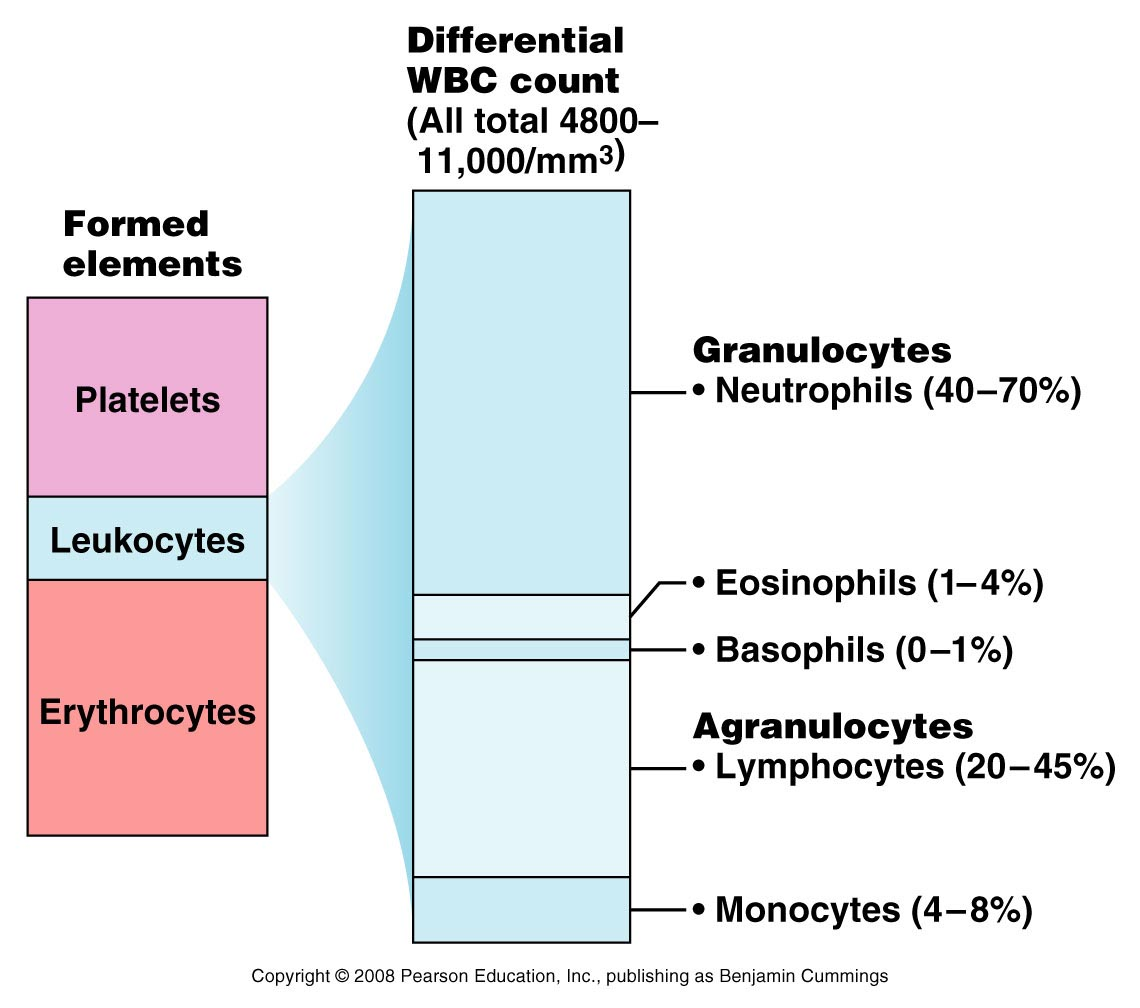 Differential
WBC count
(All total 4800–
11,000/mm³)
Formed
elements
Platelets
Leukocytes
Erythrocytes
Granulocytes
• Neutrophils (40–70%)
• Eosinophils (1–4%)
• Basophils (0–1%)
Agranulocytes
• Lymphocytes (20–45%)
• Monocytes (4–8%)
Copyright © 2008 Pearson Education, Inc., publishing as Benjamin Cummings